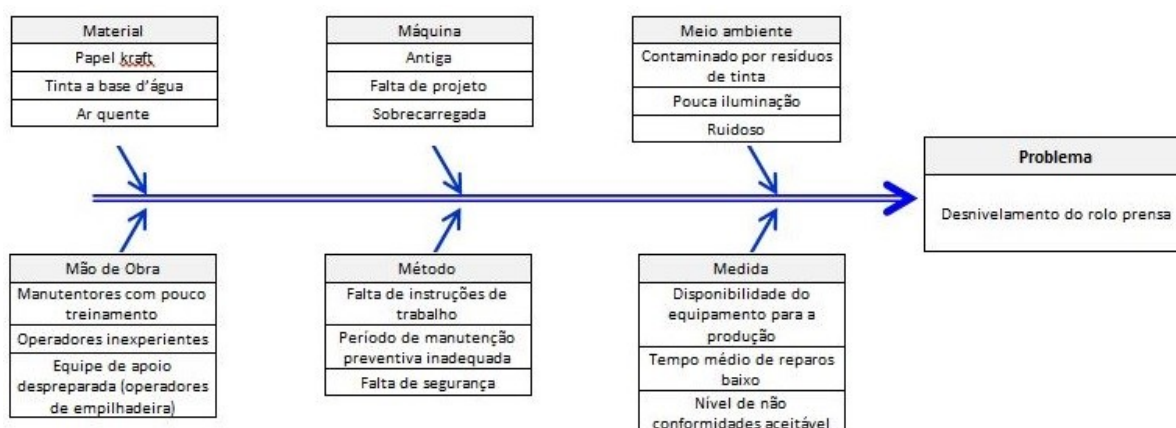 Material
Papel kraft
Tinta a base d'água
Ar quente
Máquina
Antiga
Falta de projeto
Sobrecarregada
Meio ambiente
Contaminado por resíduos
de tinta
Pouca iluminação
Ruidoso
Problema
Desnivelamento do rolo prensa
Mão de Obra
Manutentores com pouco
treinamento
Operadores inexperientes
Equipe de apoio
despreparada (operadores
de empilhadeira)
Método
Falta de instruções de
trabalho
Período de manutenção
preventiva inadequada
Falta de segurança
Medida
Disponibilidade do
equipamento para a
produção
Tempo médio de reparos
baixo
Nível de não
conformidades aceitável